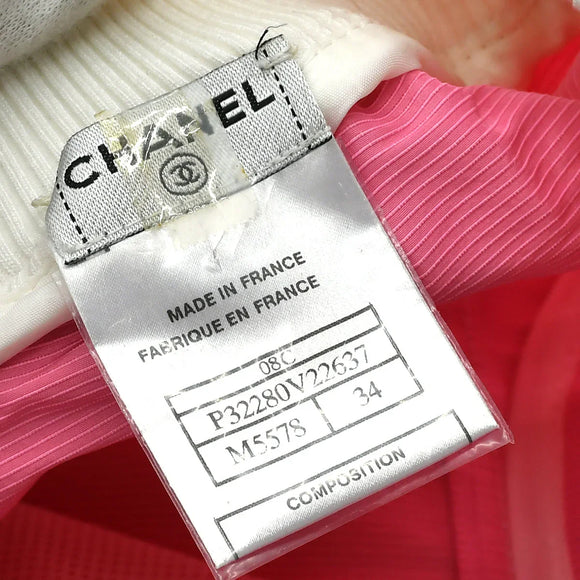 CHANEL
MADE IN FRANCE
FABRIQUE EN FRANCE
08C
P32280V22637
M5578 34
COMPOSITION